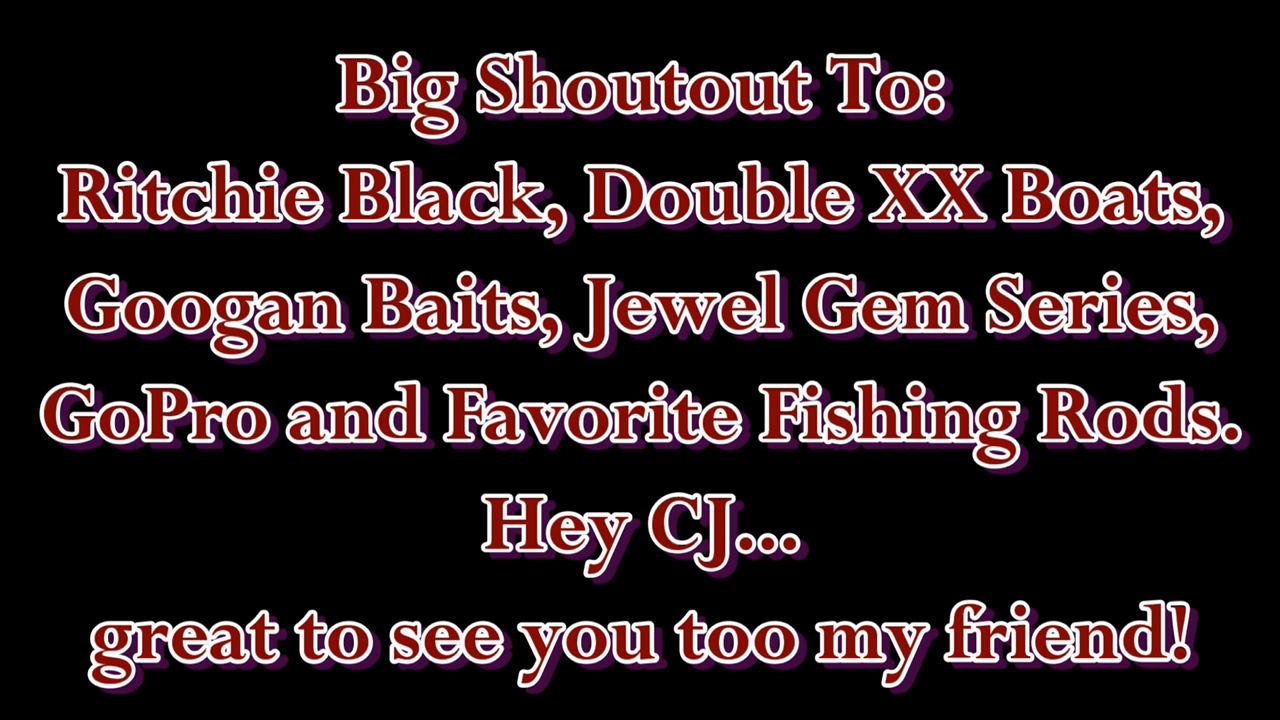 Big Shoutout To:
Ritchie Black, Double XX Boats,
Googan Baits, Jewel Gem Series,
GoPro and Favorite Fishing Rods.
Hey CJ...
great to see you too my friend!